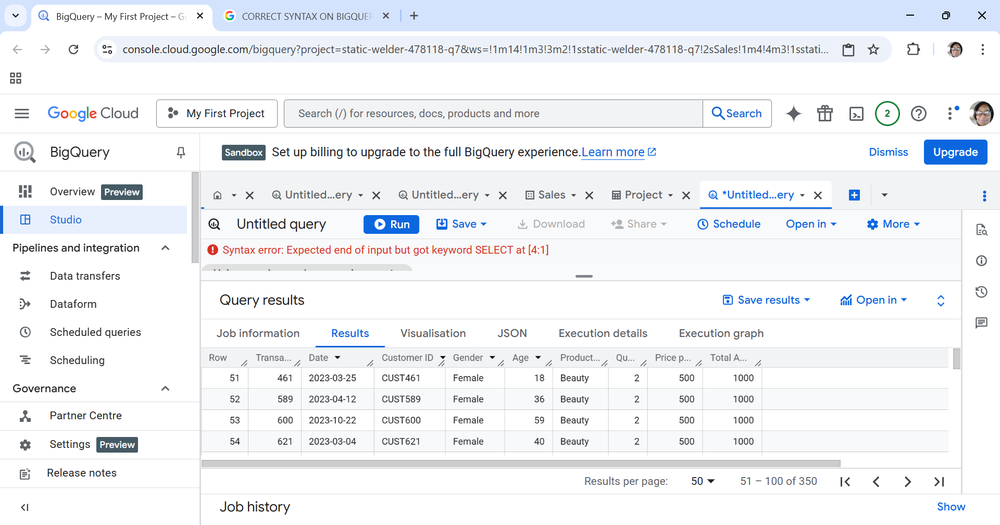 BigQuery – My First Project – Go
CORRECT SYNTAX ON BIGQUER
console.cloud.google.com/bigquery?project=static-welder-478118-q7&ws=!1m14!1m3!3m2!1sstatic-welder-478118-q7!2sSales!1m4!4m3!1sstati...
Google Cloud
My First Project
Search (/) for resources, docs, products and more
Search
2
BigQuery
Sandbox Set up billing to upgrade to the full BigQuery experience. Learn more
Dismiss
Upgrade
Overview Preview
Studio
Pipelines and integration
Data transfers
Dataform
Scheduled queries
Scheduling
Governance
Partner Centre
Settings Preview
Release notes
Untitled...ery
Untitled...ery
Sales
Project
*Untitled...ery
Untitled query
Run
Save
Download
Share
Schedule
Open in
More
Syntax error: Expected end of input but got keyword SELECT at [4:1]
Query results
Save results
Open in
Job information Results Visualisation JSON Execution details Execution graph
Row Transa... Date Customer ID Gender Age Product... Qu... Price p... Total A...
51 461 2023-03-25 CUST461 Female 18 Beauty 2 500 1000
52 589 2023-04-12 CUST589 Female 36 Beauty 2 500 1000
53 600 2023-10-22 CUST600 Female 59 Beauty 2 500 1000
54 621 2023-03-04 CUST621 Female 40 Beauty 2 500 1000
Results per page: 50 51 – 100 of 350
Job history
Show